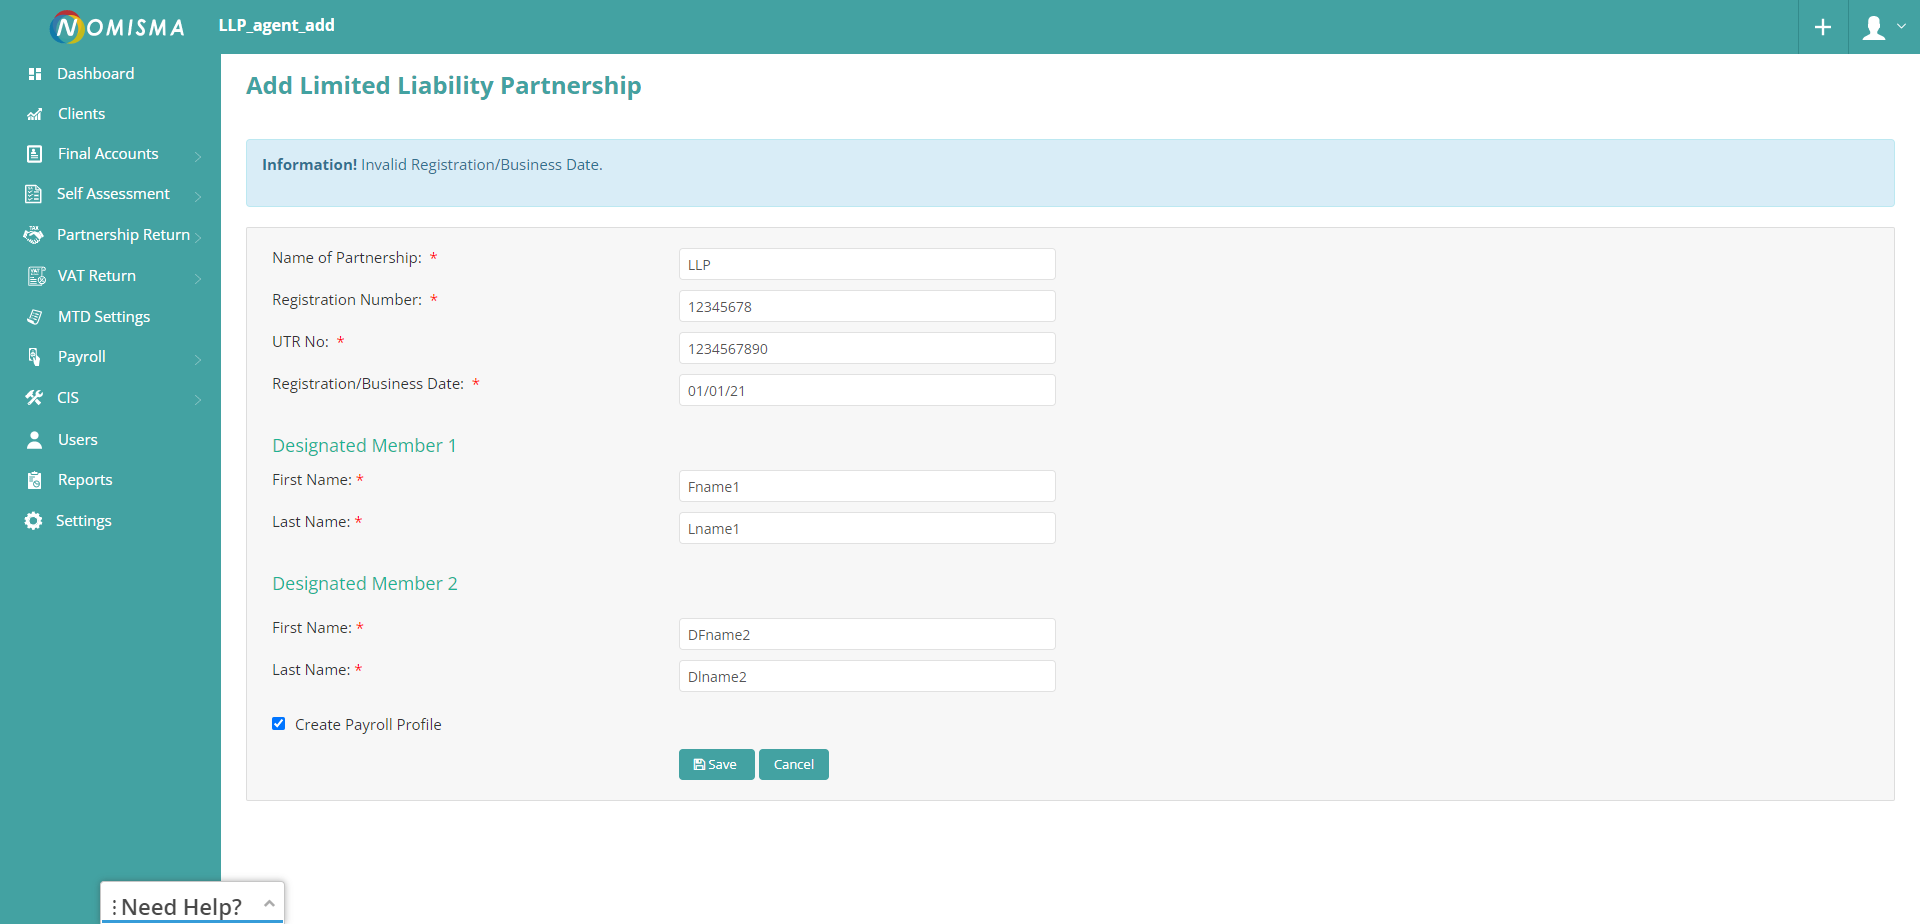 NOMISMA
LLP_agent_add
Dashboard
Clients
Final Accounts
Self Assessment
Partnership Return
VAT Return
MTD Settings
Payroll
CIS
Users
Reports
Settings
Add Limited Liability Partnership
Information! Invalid Registration/Business Date.
Name of Partnership: * LLP
Registration Number: * 12345678
UTR No: * 1234567890
Registration/Business Date: * 01/01/21
Designated Member 1
First Name: * Fname1
Last Name: * Lname1
Designated Member 2
First Name: * DFname2
Last Name: * Dlname2
Create Payroll Profile
Save Cancel
Need Help?